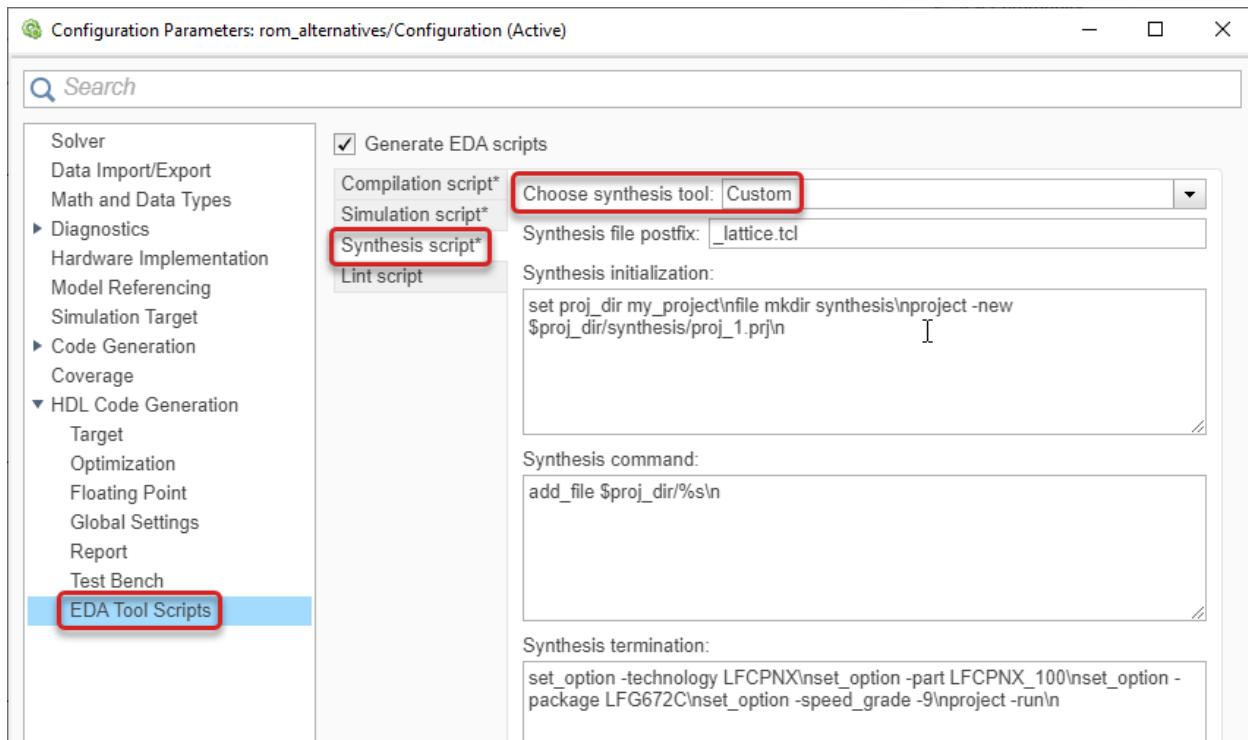 Configuration Parameters: rom_alternatives/Configuration (Active)
Search
Solver
Data Import/Export
Math and Data Types
Diagnostics
Hardware Implementation
Model Referencing
Simulation Target
Code Generation
Coverage
HDL Code Generation
Target
Optimization
Floating Point
Global Settings
Report
Test Bench
EDA Tool Scripts
Generate EDA scripts
Compilation script*
Simulation script*
Synthesis script*
Lint script
Choose synthesis tool: Custom
Synthesis file postfix: _lattice.tcl
Synthesis initialization:
set proj_dir my_project\nfile mkdir synthesis\nproject -new
$proj_dir/synthesis/proj_1.prj\n
Synthesis command:
add_file $proj_dir/%s\n
Synthesis termination:
set_option -technology LFCPNX\nset_option -part LFCPNX_100\nset_option -
package LFG672C\nset_option -speed_grade -9\nproject -run\n